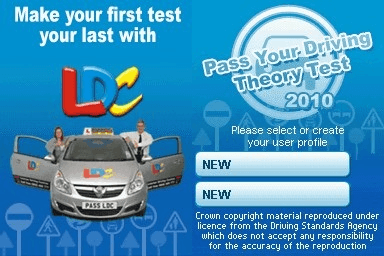 Make your first test
your last with
LDC
LDC
LDC
PASS LDC
Pass Your Driving
Theory Test
2010
Please select or create
your user profile
NEW
NEW
Crown copyright material reproduced under
licence from the Driving Standards Agency
which does not accept any responsibility
for the accuracy of the reproduction